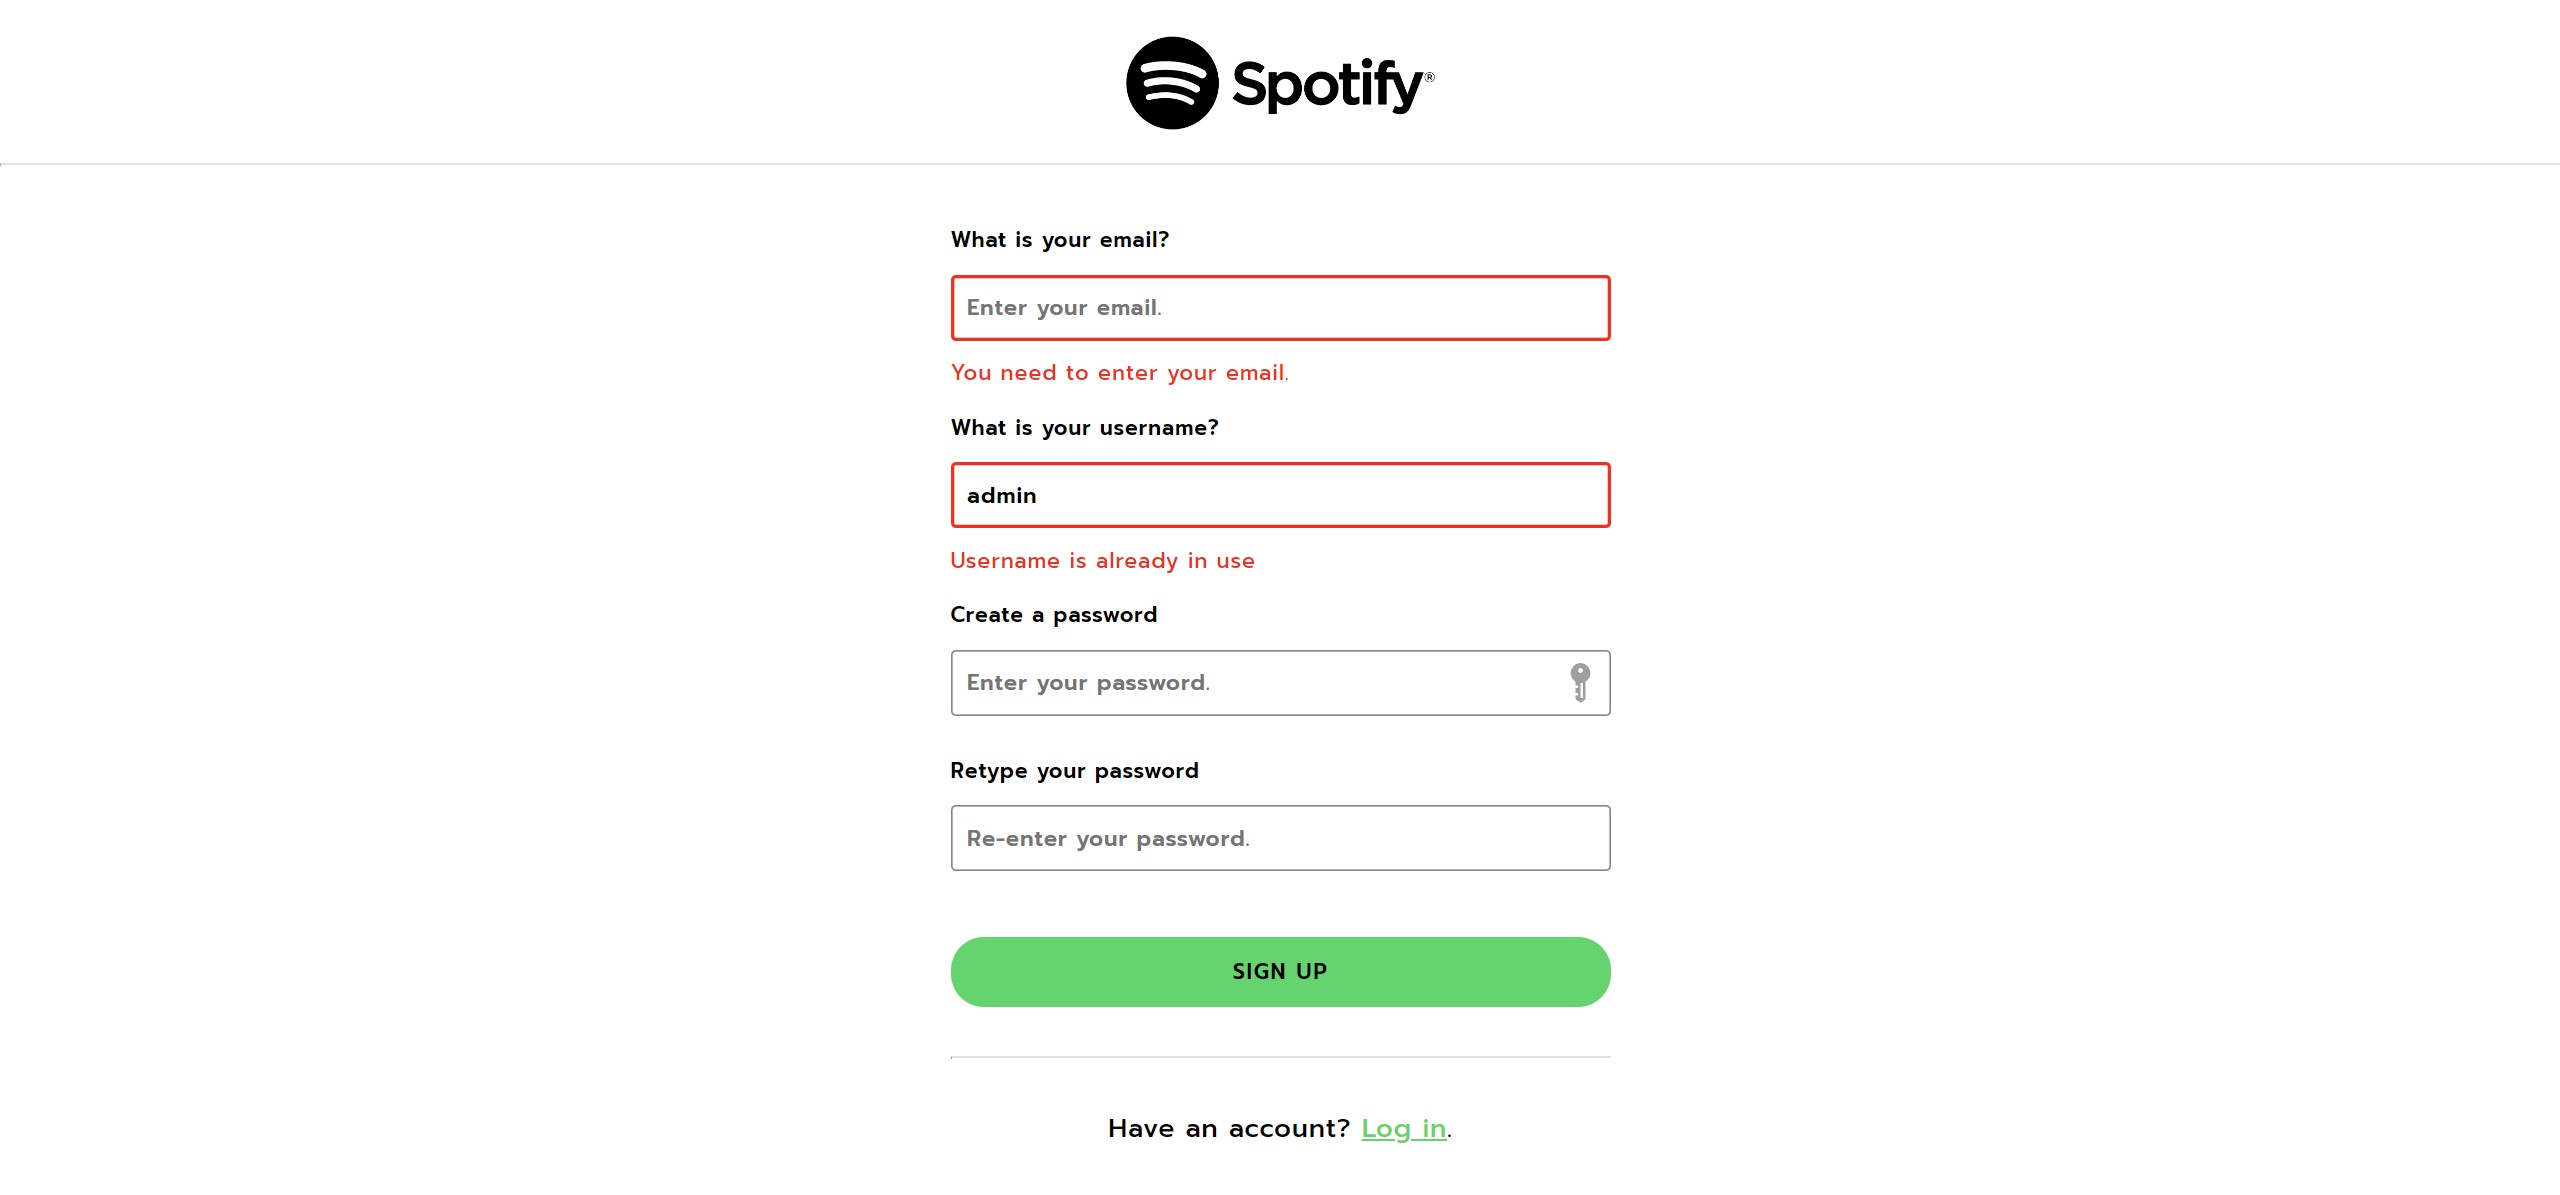 Spotify®
What is your email?
Enter your email.
You need to enter your email.
What is your username?
admin
Username is already in use
Create a password
Enter your password.
Retype your password
Re-enter your password.
SIGN UP
Have an account? Log in.